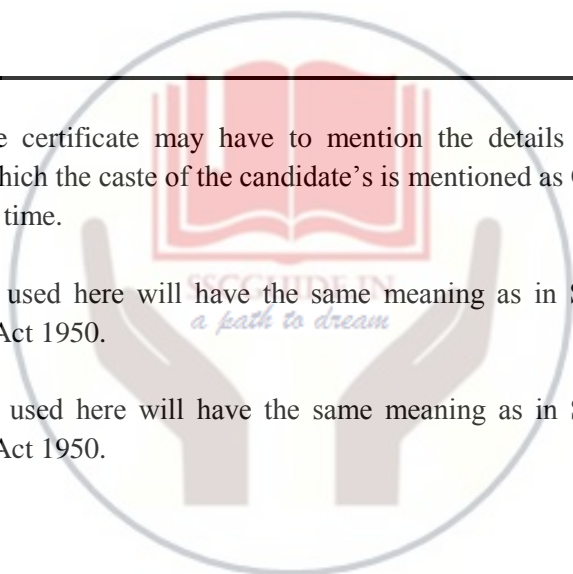 e certificate may have to mention the details
hich the caste of the candidate's is mentioned as
time.
used here will have the same meaning as in
SSCGUIDE.IN
a path to dream
Act 1950.
used here will have the same meaning as in
Act 1950.